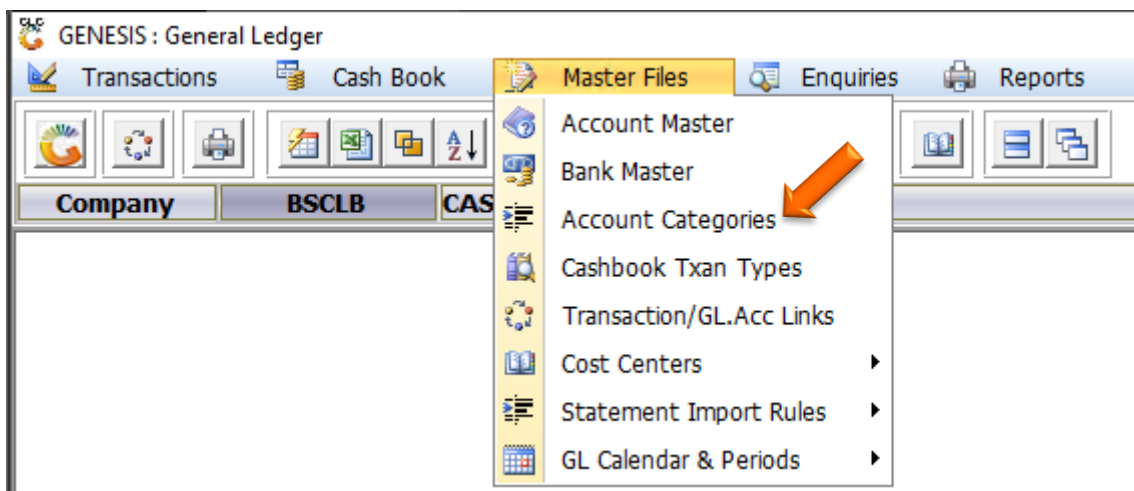 GENESIS : General Ledger
Transactions Cash Book Master Files Enquiries Reports
Account Master
Bank Master
Company BSCLB CAS
Account Categories
Cashbook Txan Types
Transaction/GL.Acc Links
Cost Centers
Statement Import Rules
GL Calendar & Periods